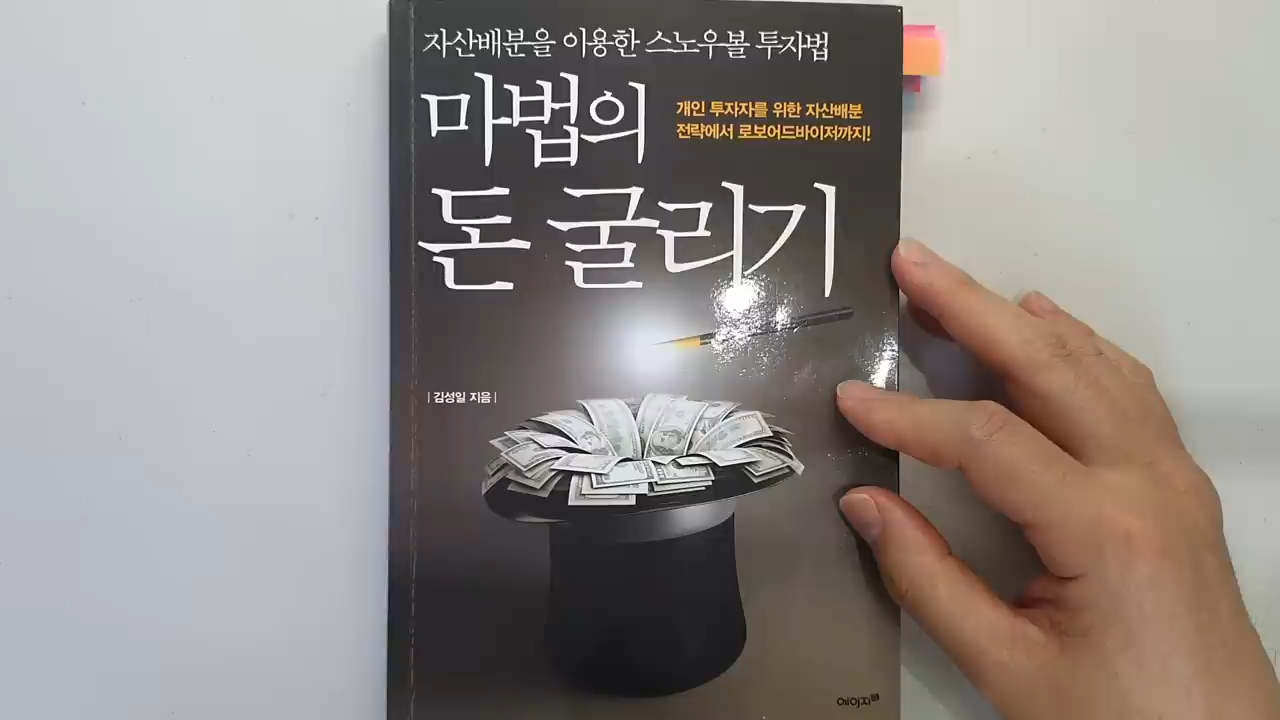 자산배분을 이용한 스노우볼 투자법
마법의
개인 투자자를 위한 자산배분
전략에서 로보어드바이저까지!
돈 굴리기
| 김성일 지음 |
에이지21